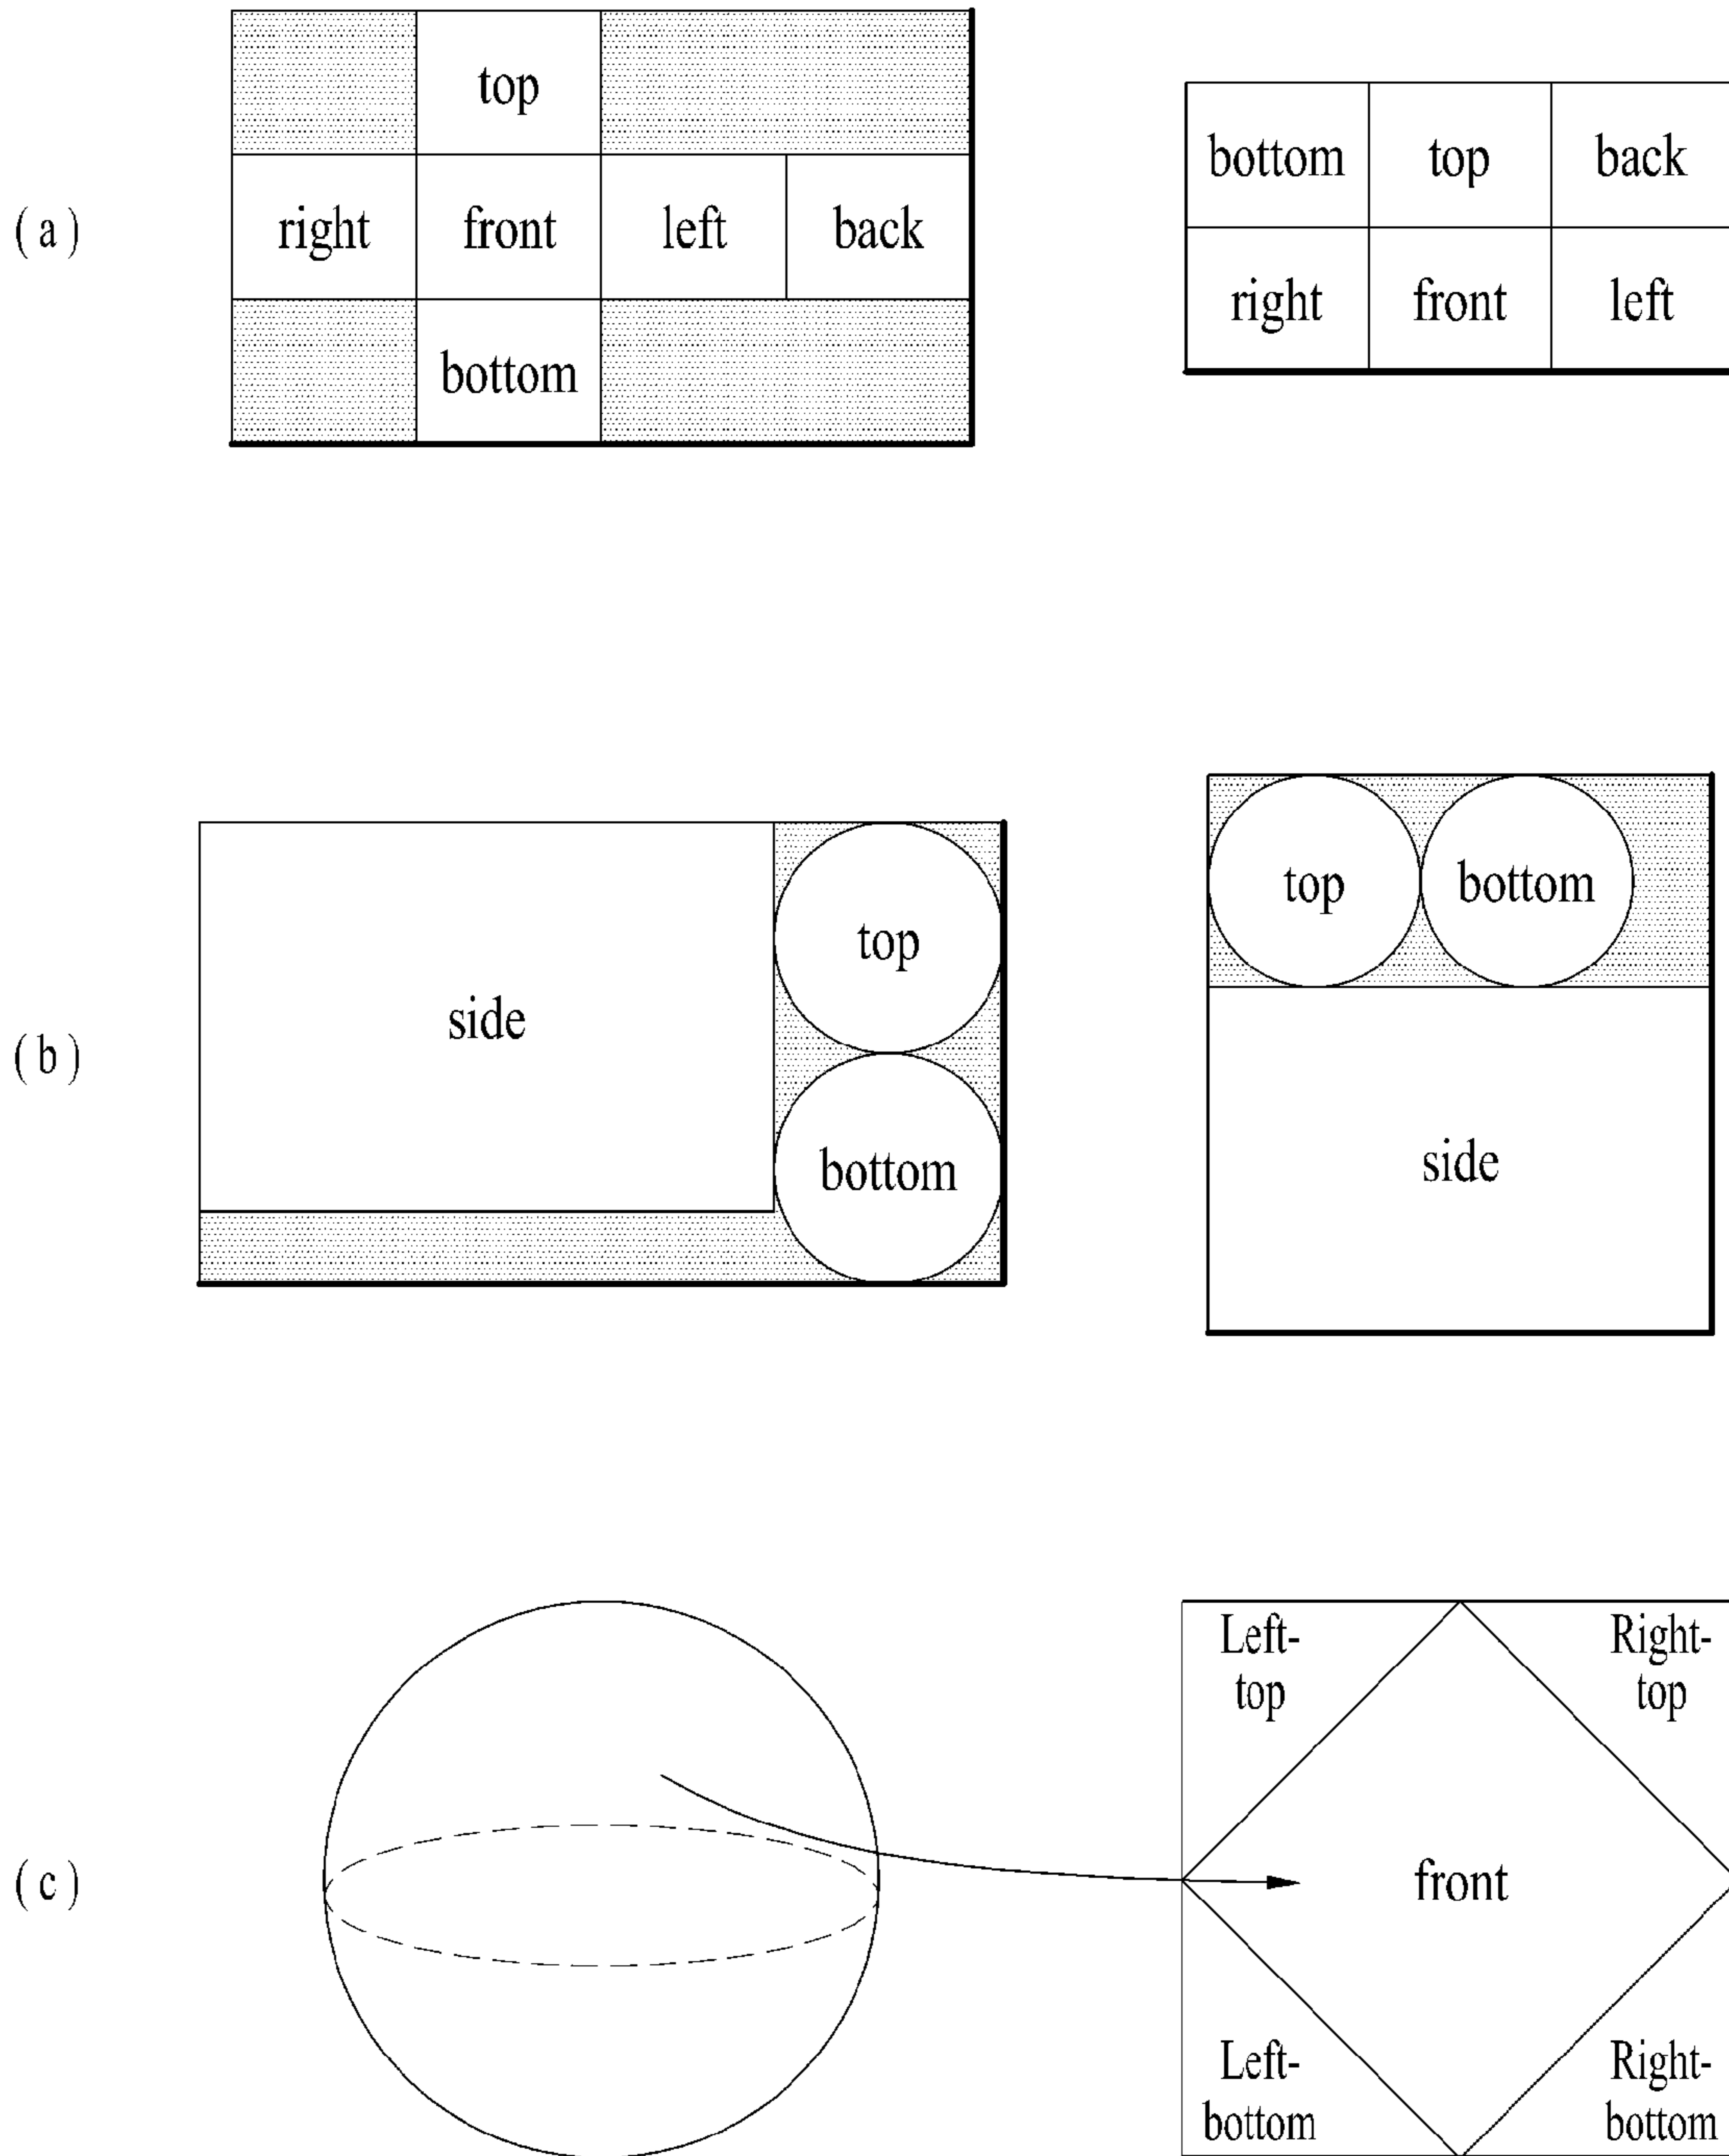 top
(a)
right front left back
bottom
bottom top back
right front left
(b)
side
top
bottom
top bottom
side
(c)
Left-
top
Right-
top
front
Left-
bottom
Right-
bottom